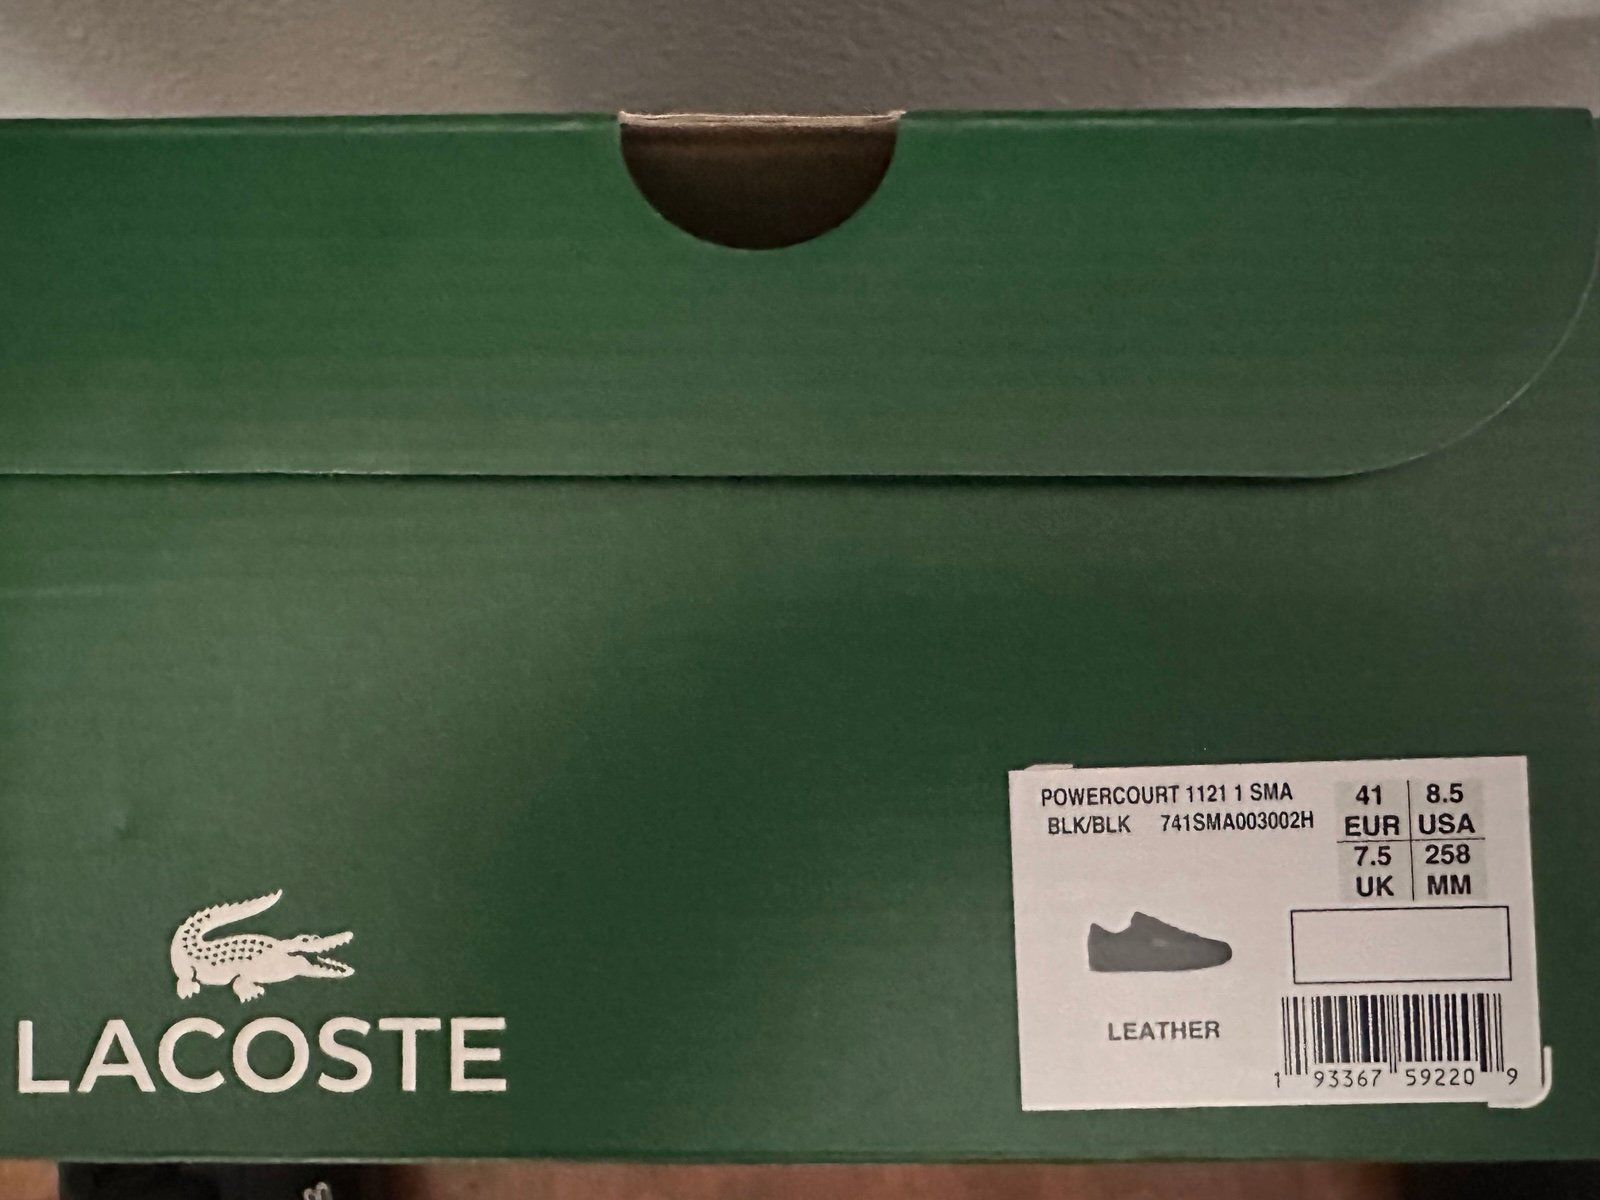 POWERCOURT 1121 1 SMA
BLK/BLK 741SMA003002H
41 8.5
EUR USA
7.5 258
UK MM
LEATHER
1 93367 59220 9
LACOSTE